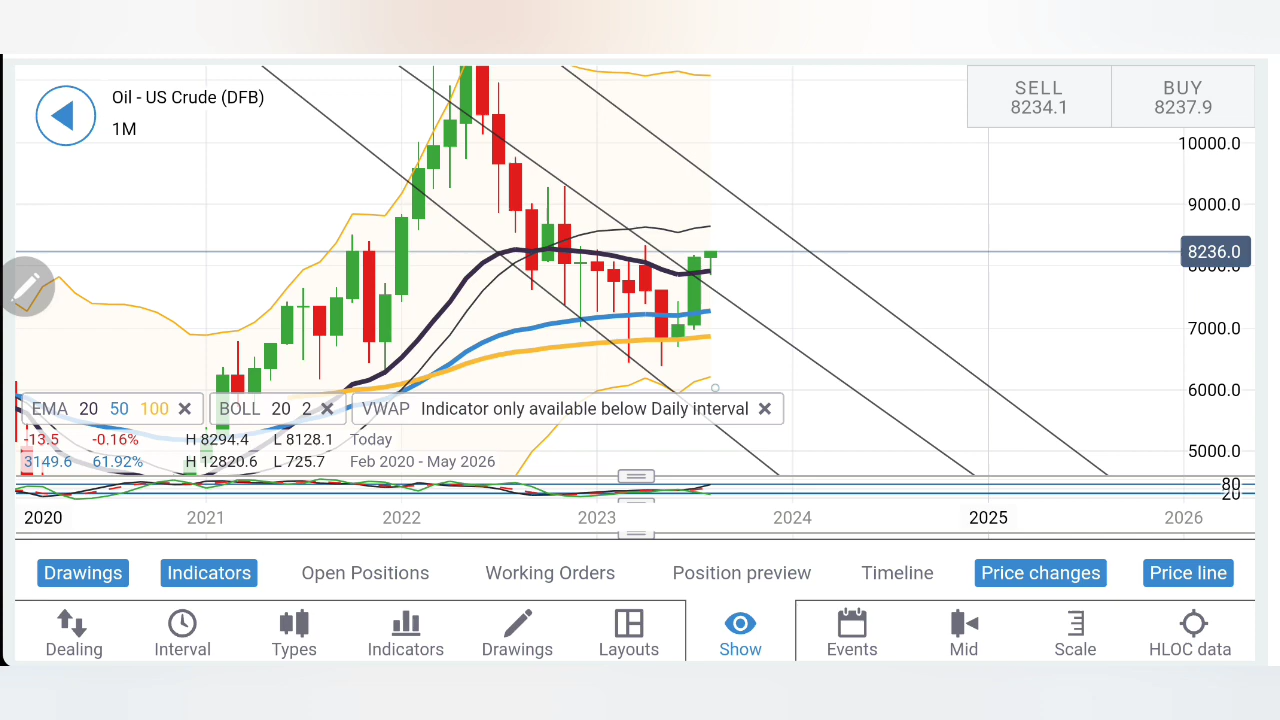 Oil - US Crude (DFB)
1M
SELL
8234.1
BUY
8237.9
10000.0
9000.0
8236.0
8000.0
7000.0
6000.0
5000.0
EMA 20 50 100
BOLL 20 2
VWAP Indicator only available below Daily interval
-13.5 -0.16% H 8294.4 L 8128.1 Today
3149.6 61.92% H 12820.6 L 725.7 Feb 2020 - May 2026
80
20
2020 2021 2022 2023 2024 2025 2026
Drawings Indicators Open Positions Working Orders Position preview Timeline Price changes Price line
Dealing Interval Types Indicators Drawings Layouts Show Events Mid Scale HLOC data